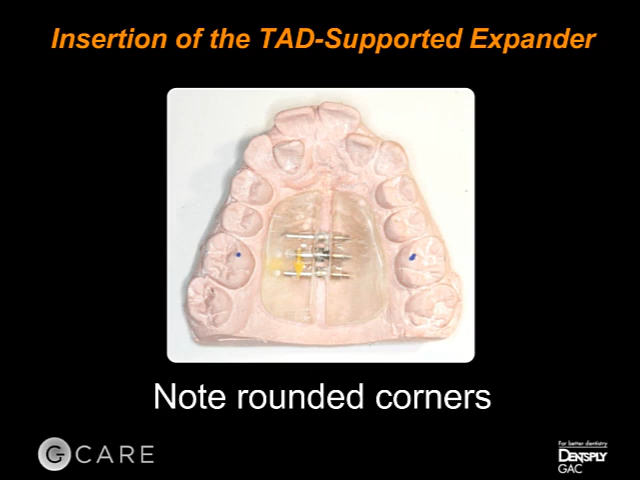 Insertion of the TAD-Supported Expander
Note rounded corners
G CARE
For better dentistry
DENTSPLY
GAC